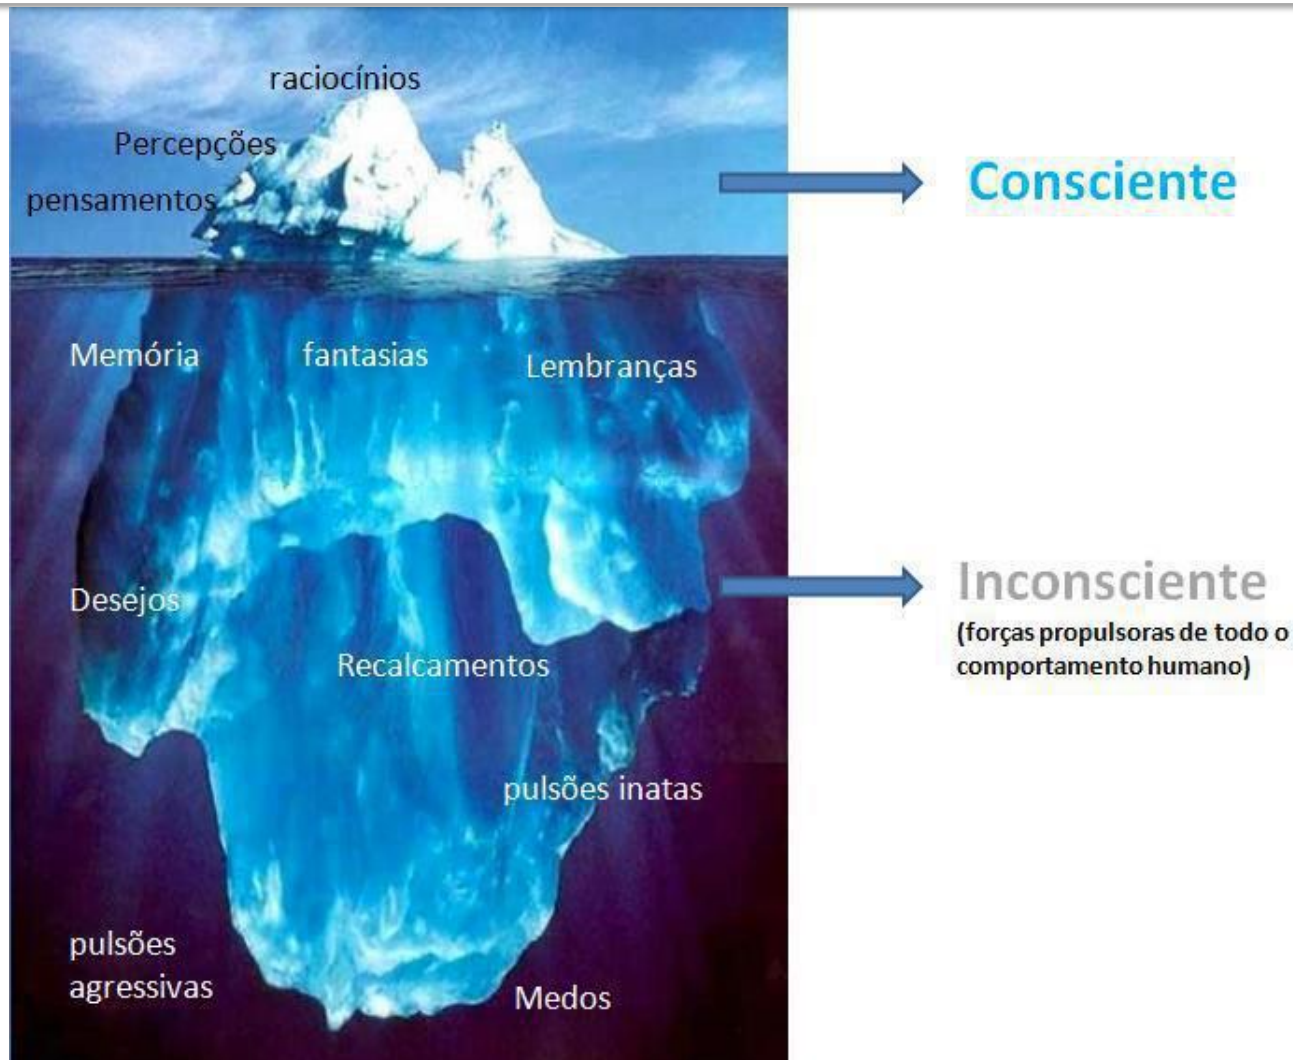 raciocínios
Percepções
pensamentos
Consciente
Memória
fantasias
Lembranças
Desejos
Inconsciente
(forças propulsoras de todo o
comportamento humano)
Recalcamentos
pulsões inatas
pulsões
agressivas
Medos